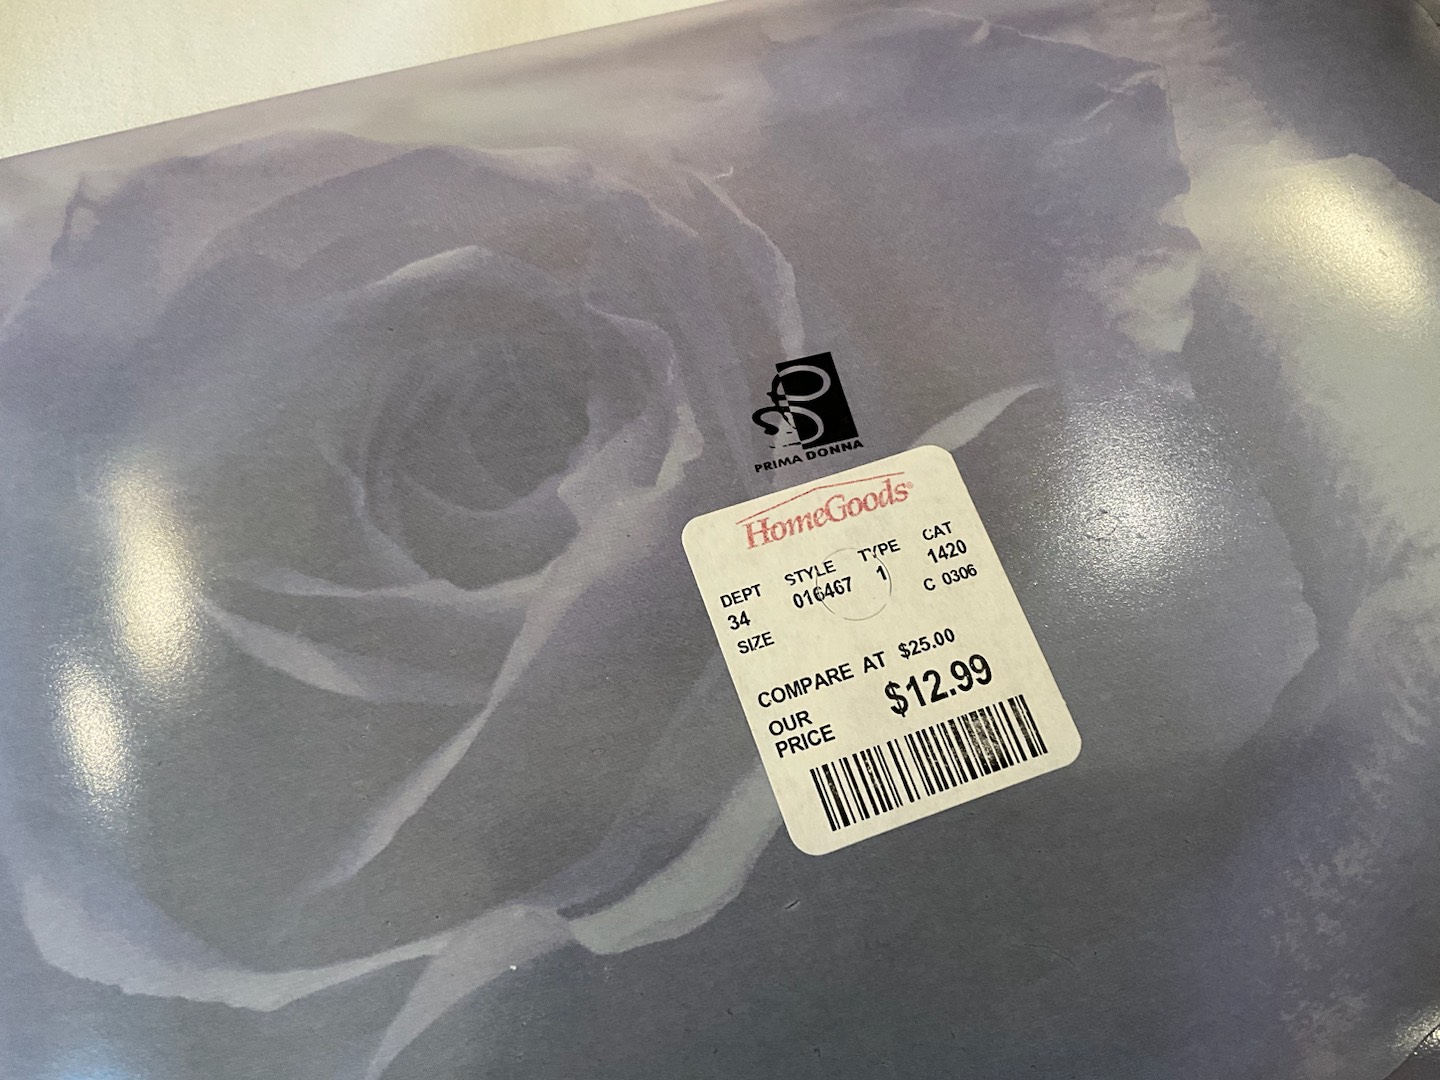 PRIMA DONNA
HomeGoods®
DEPT STYLE TYPE CAT
34 016467 1 1420
SIZE C 0306
COMPARE AT $25.00
OUR PRICE $12.99